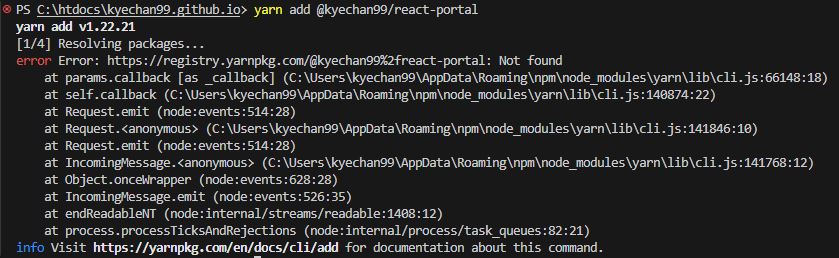 PS C:\htdocs\kyechan99.github.io> yarn add @kyechan99/react-portal
yarn add v1.22.21
[1/4] Resolving packages...
error Error: https://registry.yarnpkg.com/@kyechan99%2freact-portal: Not found
    at params.callback [as _callback] (C:\Users\kyechan99\AppData\Roaming\npm\node_modules\yarn\lib\cli.js:66148:18)
    at self.callback (C:\Users\kyechan99\AppData\Roaming\npm\node_modules\yarn\lib\cli.js:140874:22)
    at Request.emit (node:events:514:28)
    at Request.<anonymous> (C:\Users\kyechan99\AppData\Roaming\npm\node_modules\yarn\lib\cli.js:141846:10)
    at Request.emit (node:events:514:28)
    at IncomingMessage.<anonymous> (C:\Users\kyechan99\AppData\Roaming\npm\node_modules\yarn\lib\cli.js:141768:12)
    at Object.onceWrapper (node:events:628:28)
    at IncomingMessage.emit (node:events:526:35)
    at endReadableNT (node:internal/streams/readable:1408:12)
    at process.processTicksAndRejections (node:internal/process/task_queues:82:21)
info Visit https://yarnpkg.com/en/docs/cli/add for documentation about this command.